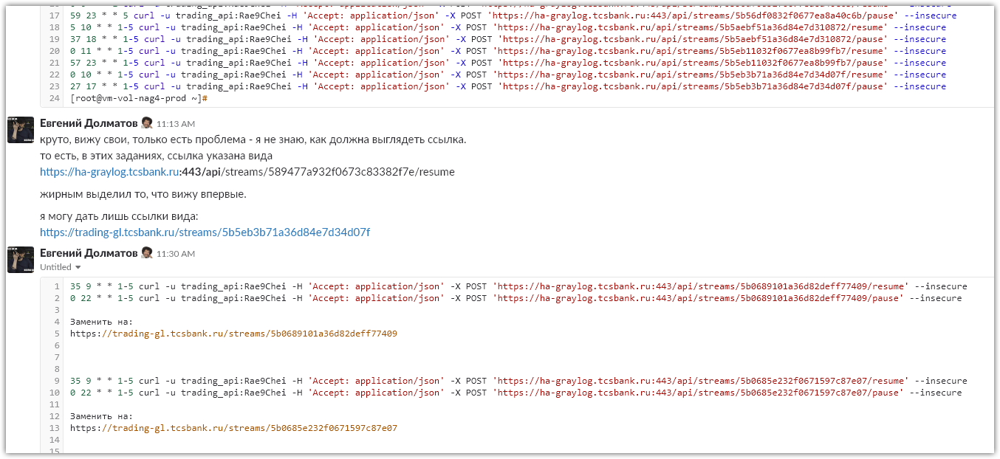 17 59 23 * * 5 curl -u trading_api:Rae9Chei -H 'Accept: application/json' -X POST 'https://ha-graylog.tcsbank.ru:443/api/streams/5b56df0832f0677ea8a40c6b/pause' --insecure
18 5 10 * * 1-5 curl -u trading_api:Rae9Chei -H 'Accept: application/json' -X POST 'https://ha-graylog.tcsbank.ru/api/streams/5b5aebf51a36d84e7d310872/resume' --insecure
19 37 18 * * 1-5 curl -u trading_api:Rae9Chei -H 'Accept: application/json' -X POST 'https://ha-graylog.tcsbank.ru/api/streams/5b5aebf51a36d84e7d310872/pause' --insecure
20 0 11 * * 1-5 curl -u trading_api:Rae9Chei -H 'Accept: application/json' -X POST 'https://ha-graylog.tcsbank.ru/api/streams/5b5eb11032f0677ea8b99fb7/resume' --insecure
21 57 23 * * 1-5 curl -u trading_api:Rae9Chei -H 'Accept: application/json' -X POST 'https://ha-graylog.tcsbank.ru/api/streams/5b5eb11032f0677ea8b99fb7/pause' --insecure
22 0 10 * * 1-5 curl -u trading_api:Rae9Chei -H 'Accept: application/json' -X POST 'https://ha-graylog.tcsbank.ru/api/streams/5b5eb3b71a36d84e7d34d07f/resume' --insecure
23 27 17 * * 1-5 curl -u trading_api:Rae9Chei -H 'Accept: application/json' -X POST 'https://ha-graylog.tcsbank.ru/api/streams/5b5eb3b71a36d84e7d34d07f/pause' --insecure
24 [root@vm-vol-nag4-prod ~]#
Евгений Долматов 11:13 AM
круто, вижу свои, только есть проблема - я не знаю, как должна выглядеть ссылка.
то есть, в этих заданиях, ссылка указана вида
https://ha-graylog.tcsbank.ru:443/api/streams/589477a932f0673c83382f7e/resume
жирным выделил то, что вижу впервые.
я могу дать лишь ссылки вида:
https://trading-gl.tcsbank.ru/streams/5b5eb3b71a36d84e7d34d07f
Евгений Долматов 11:30 AM
Untitled
1 35 9 * * 1-5 curl -u trading_api:Rae9Chei -H 'Accept: application/json' -X POST 'https://ha-graylog.tcsbank.ru:443/api/streams/5b0689101a36d82deff77409/resume' --insecure
2 0 22 * * 1-5 curl -u trading_api:Rae9Chei -H 'Accept: application/json' -X POST 'https://ha-graylog.tcsbank.ru:443/api/streams/5b0689101a36d82deff77409/pause' --insecure
3
4 Заменить на:
5 https://trading-gl.tcsbank.ru/streams/5b0689101a36d82deff77409
6
7
8
9 35 9 * * 1-5 curl -u trading_api:Rae9Chei -H 'Accept: application/json' -X POST 'https://ha-graylog.tcsbank.ru:443/api/streams/5b0685e232f0671597c87e07/resume' --insecure
10 0 22 * * 1-5 curl -u trading_api:Rae9Chei -H 'Accept: application/json' -X POST 'https://ha-graylog.tcsbank.ru:443/api/streams/5b0685e232f0671597c87e07/pause' --insecure
11
12 Заменить на:
13 https://trading-gl.tcsbank.ru/streams/5b0685e232f0671597c87e07
14
15